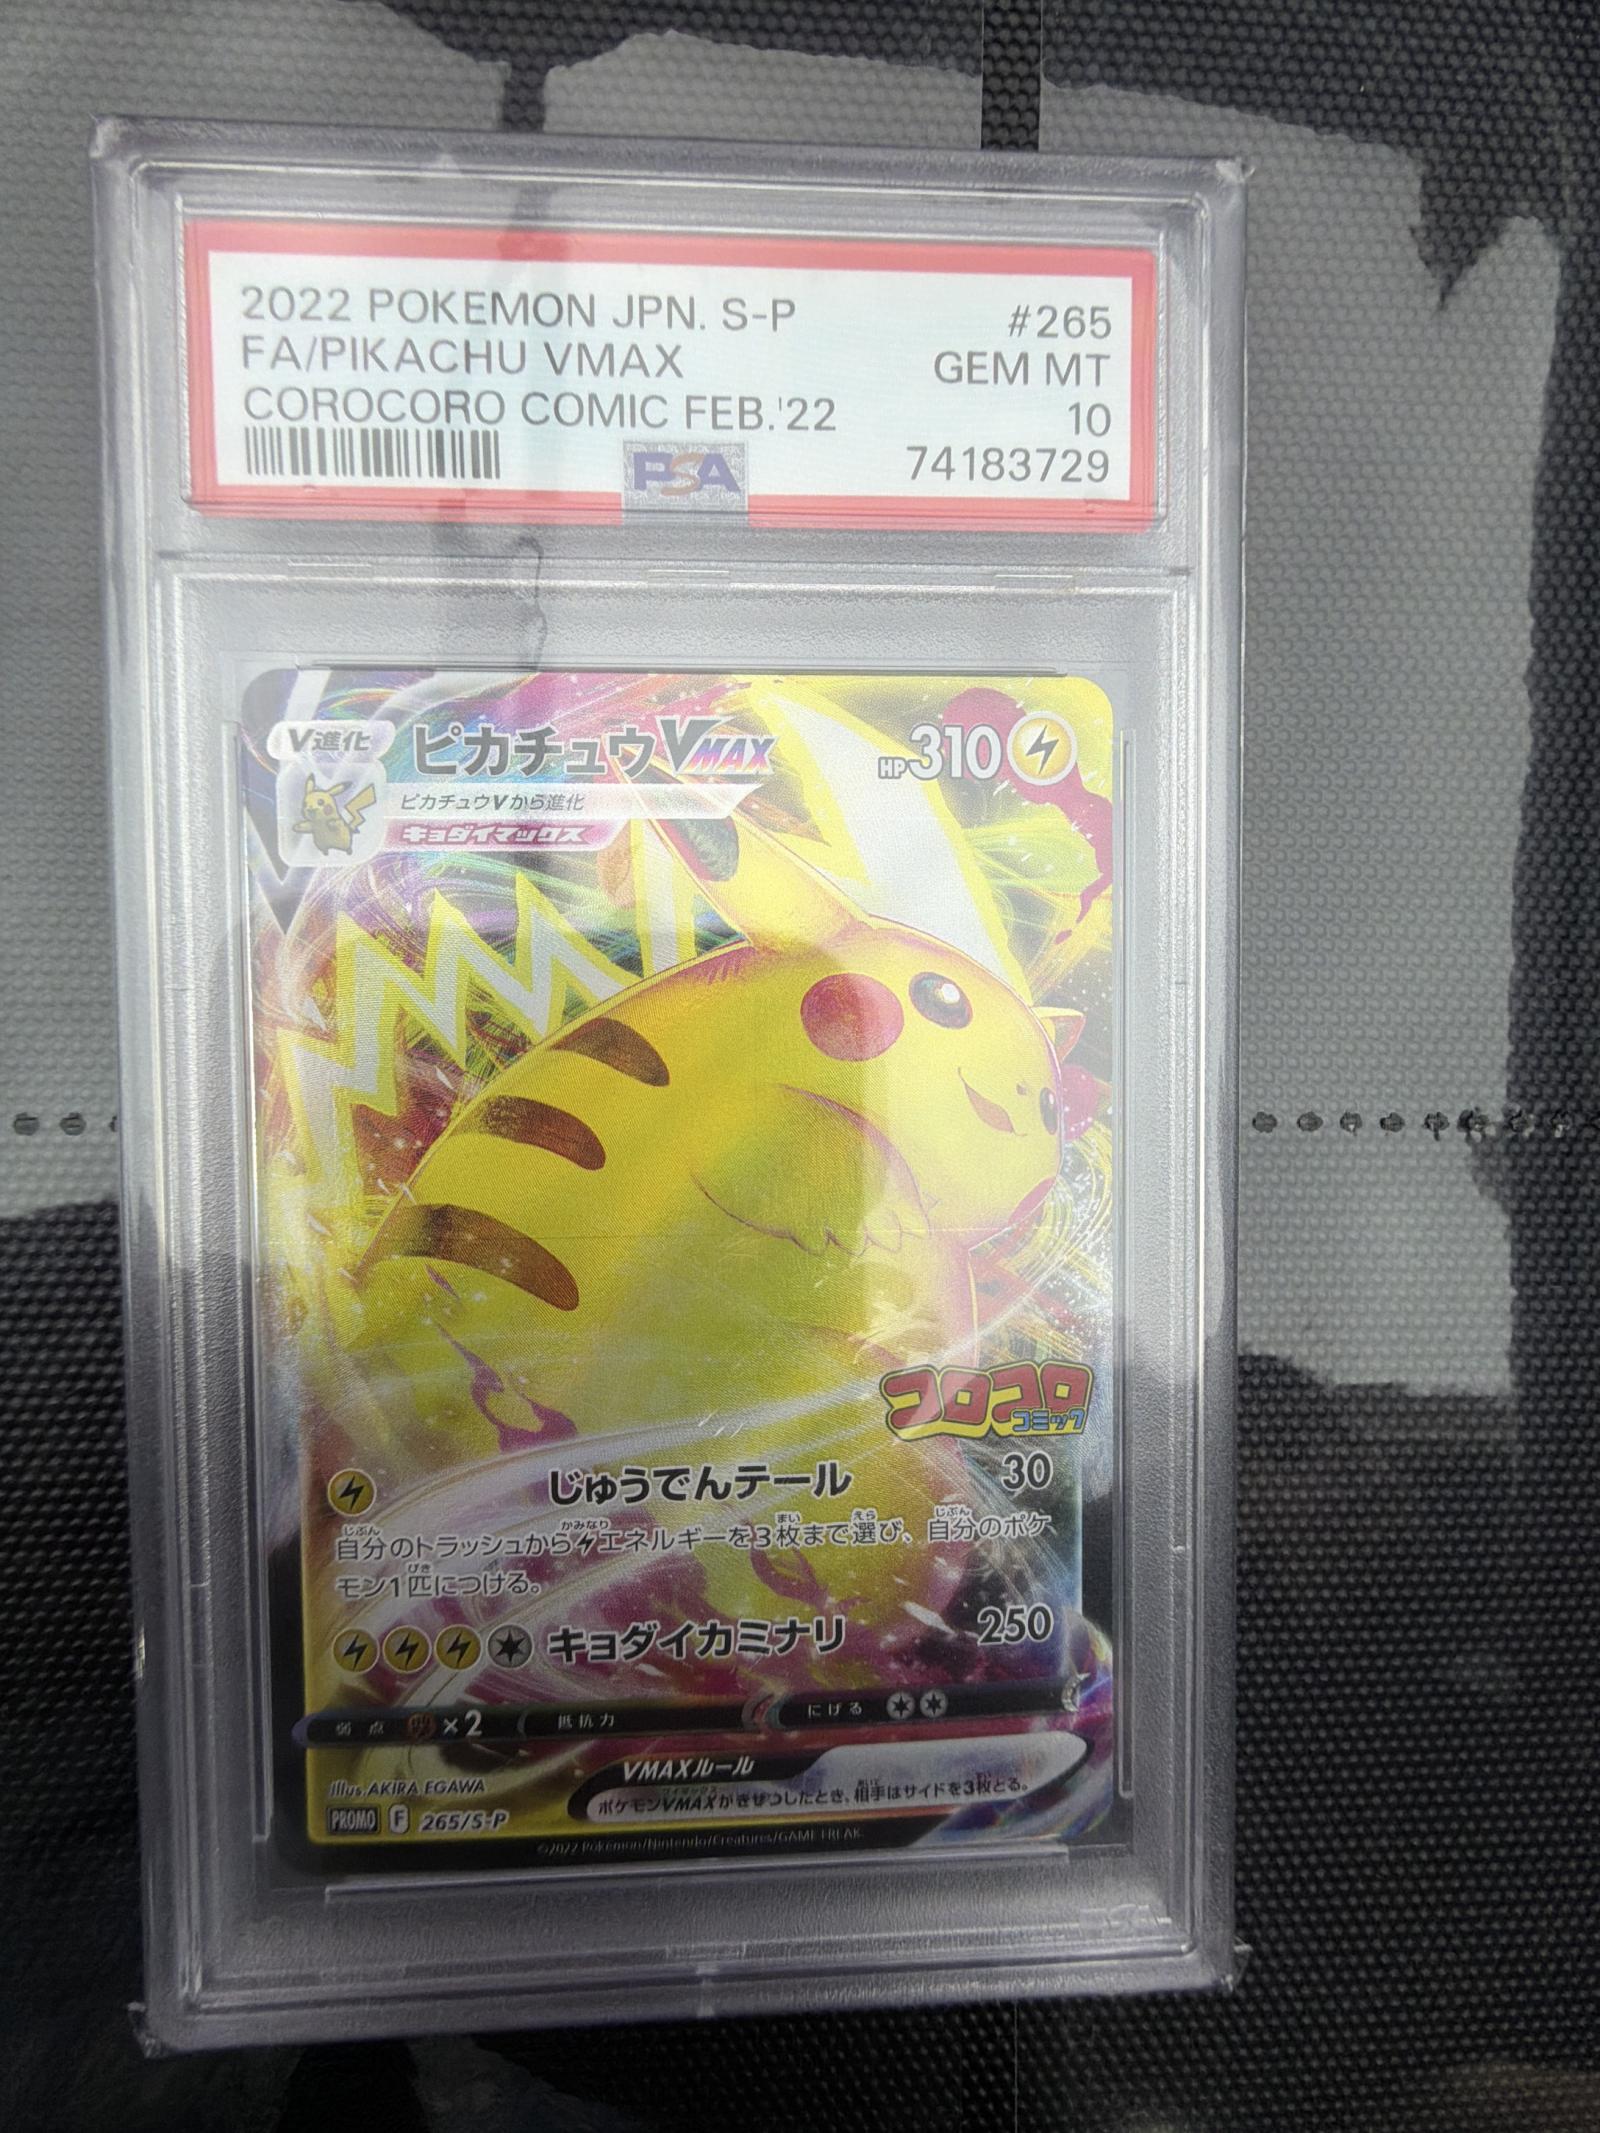 2022 POKEMON JPN. S-P #265
FA/PIKACHU VMAX GEM MT
COROCORO COMIC FEB.'22 10
PSA 74183729
V進化 ピカチュウVMAX HP310
ピカチュウVから進化
キョダイマックス
コロコロ
コミック
じゅうでんテール 30
自分のトラッシュからエネルギーを3枚まで選び、自分のポケ
モン1匹につける。
キョダイカミナリ 250
弱点 ×2 抵抗力 にげる
VMAXルール
ポケモンVMAXがきぜつしたとき、相手はサイドを3枚とる。
Illus. AKIRA EGAWA
PROMO F 265/S-P
©2022 Pokémon/Nintendo/Creatures/GAME FREAK.